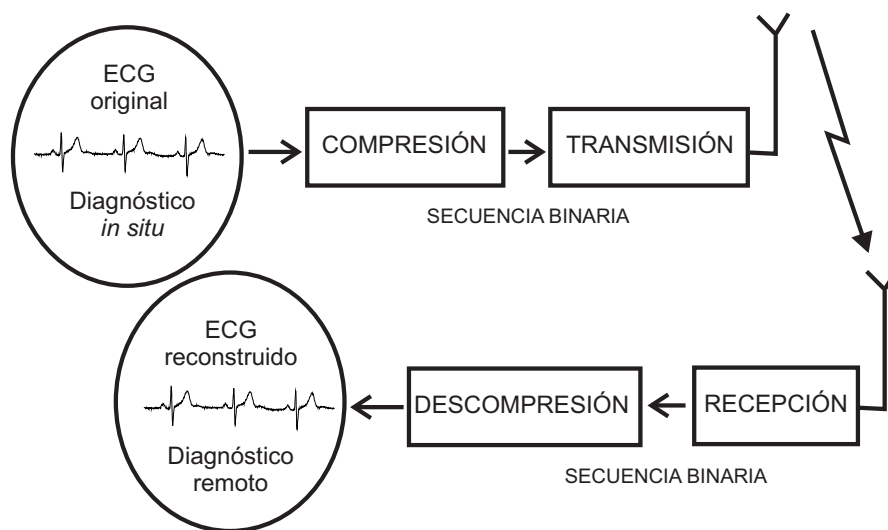 ECG
original
Diagnóstico
in situ
COMPRESIÓN
TRANSMISIÓN
SECUENCIA BINARIA
ECG
reconstruido
Diagnóstico
remoto
DESCOMPRESIÓN
RECEPCIÓN
SECUENCIA BINARIA